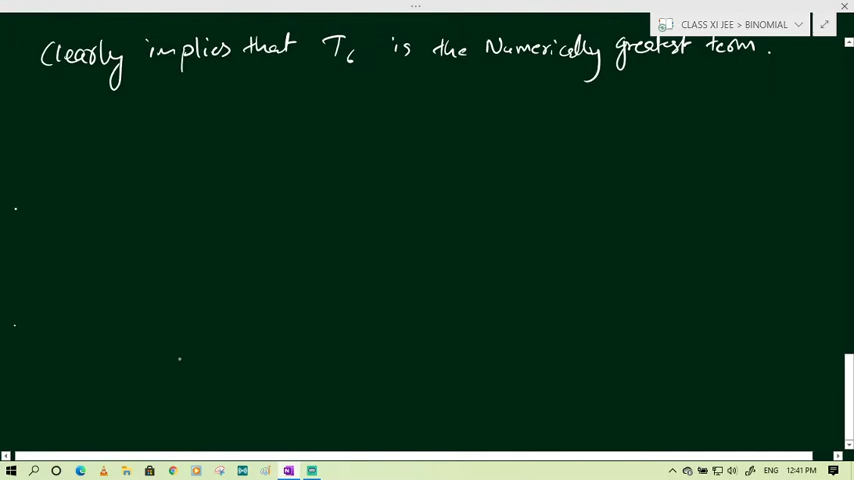 CLASS XI JEE > BINOMIAL
Clearly implies that T₆ is the Numerically greatest term.
ENG 12:41 PM